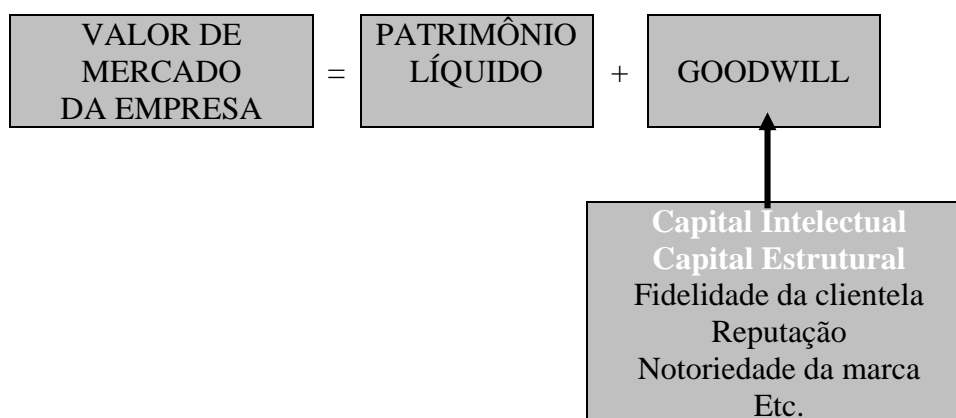 VALOR DE
MERCADO
DA EMPRESA
=
PATRIMÔNIO
LÍQUIDO
+
GOODWILL
Capital Intelectual
Capital Estrutural
Fidelidade da clientela
Reputação
Notoriedade da marca
Etc.